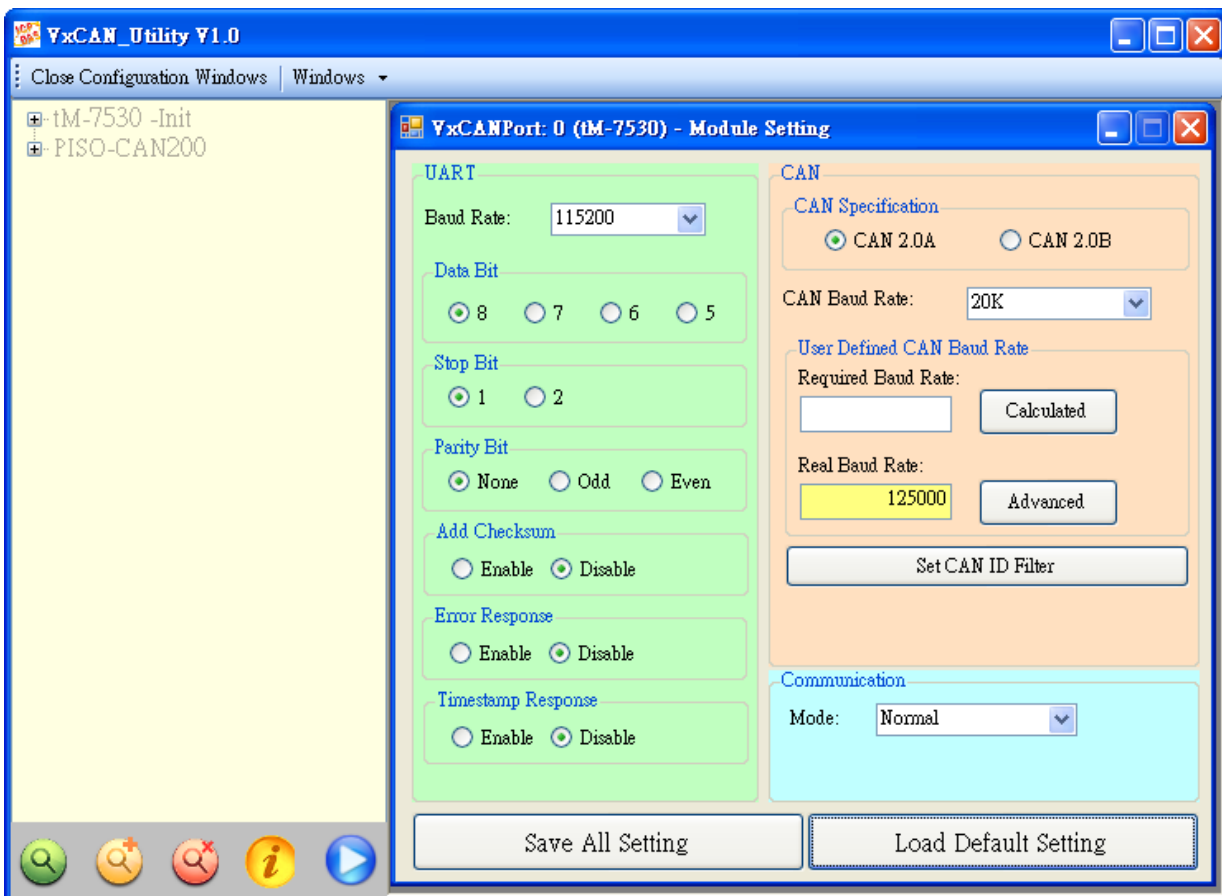 VxCAN_Utility V1.0
Close Configuration Windows Windows
tM-7530 -Init
PISO-CAN200
VxCANPort: 0 (tM-7530) - Module Setting
UART
Baud Rate: 115200
Data Bit
8 7 6 5
Stop Bit
1 2
Parity Bit
None Odd Even
Add Checksum
Enable Disable
Error Response
Enable Disable
Timestamp Response
Enable Disable
CAN
CAN Specification
CAN 2.0A CAN 2.0B
CAN Baud Rate: 20K
User Defined CAN Baud Rate
Required Baud Rate:
Calculated
Real Baud Rate:
125000 Advanced
Set CAN ID Filter
Communication
Mode: Normal
Save All Setting Load Default Setting